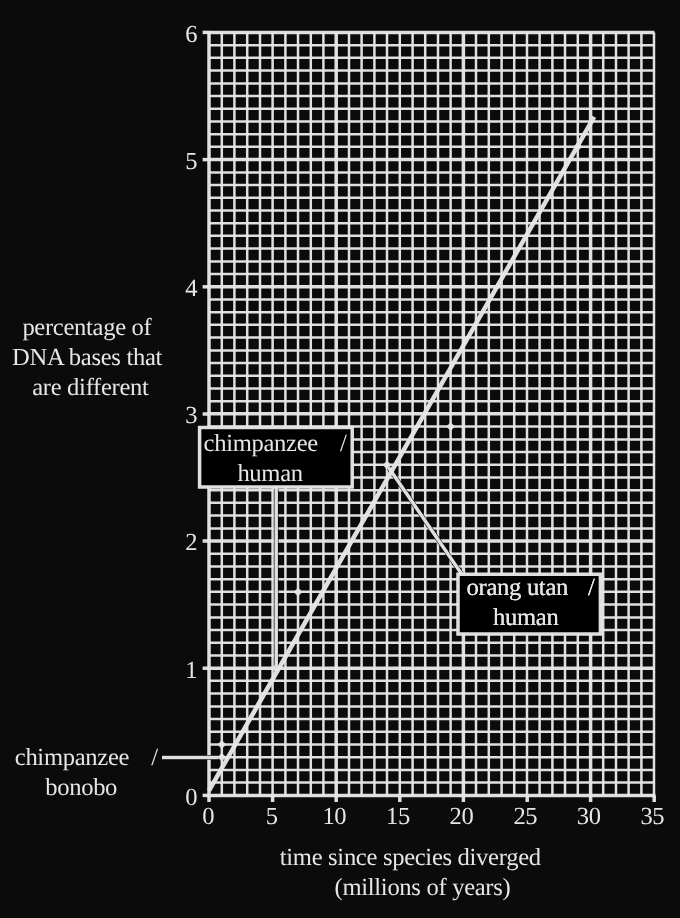 6
5
4
percentage of
DNA bases that
are different
3
chimpanzee /
human
2
orang utan /
human
1
chimpanzee /
bonobo
0
0 5 10 15 20 25 30 35
time since species diverged
(millions of years)